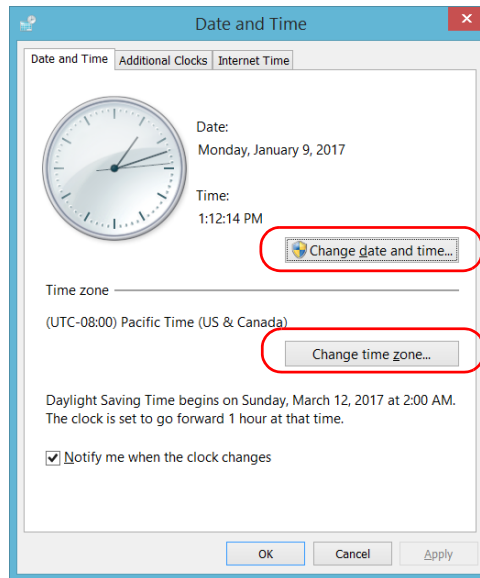 Date and Time
Date and Time
Additional Clocks
Internet Time
Date:
Monday, January 9, 2017
Time:
1:12:14 PM
Change date and time...
Time zone
(UTC-08:00) Pacific Time (US & Canada)
Change time zone...
Daylight Saving Time begins on Sunday, March 12, 2017 at 2:00 AM.
The clock is set to go forward 1 hour at that time.
Notify me when the clock changes
OK
Cancel
Apply